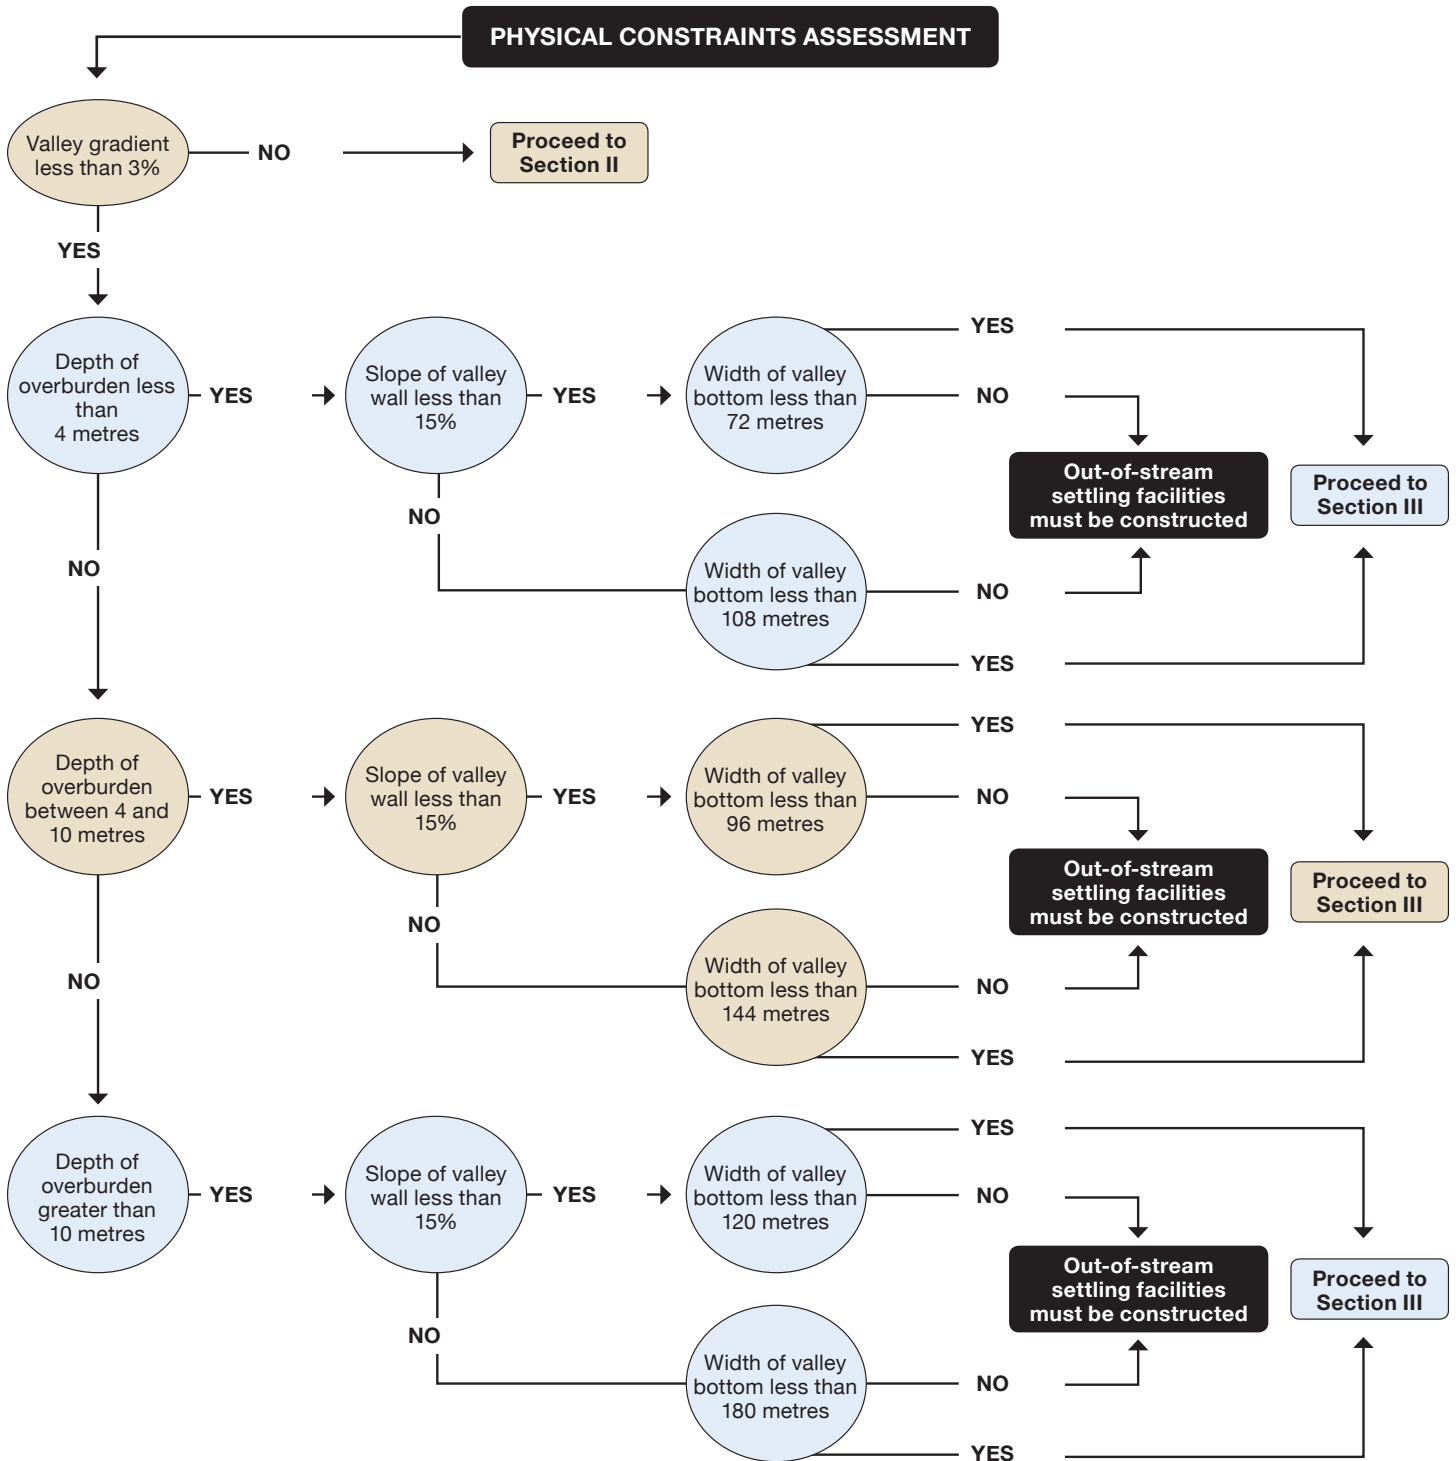 PHYSICAL CONSTRAINTS ASSESSMENT
Valley gradient
less than 3%
NO
Proceed to
Section II
YES
Depth of
overburden less
than
4 metres
YES
Slope of valley
wall less than
15%
YES
Width of valley
bottom less than
72 metres
YES
NO
Out-of-stream
settling facilities
must be constructed
Proceed to
Section III
NO
Width of valley
bottom less than
108 metres
NO
YES
NO
Depth of
overburden
between 4 and
10 metres
YES
Slope of valley
wall less than
15%
YES
Width of valley
bottom less than
96 metres
YES
NO
Out-of-stream
settling facilities
must be constructed
Proceed to
Section III
NO
Width of valley
bottom less than
144 metres
NO
YES
NO
Depth of
overburden
greater than
10 metres
YES
Slope of valley
wall less than
15%
YES
Width of valley
bottom less than
120 metres
YES
NO
Out-of-stream
settling facilities
must be constructed
Proceed to
Section III
NO
Width of valley
bottom less than
180 metres
NO
YES